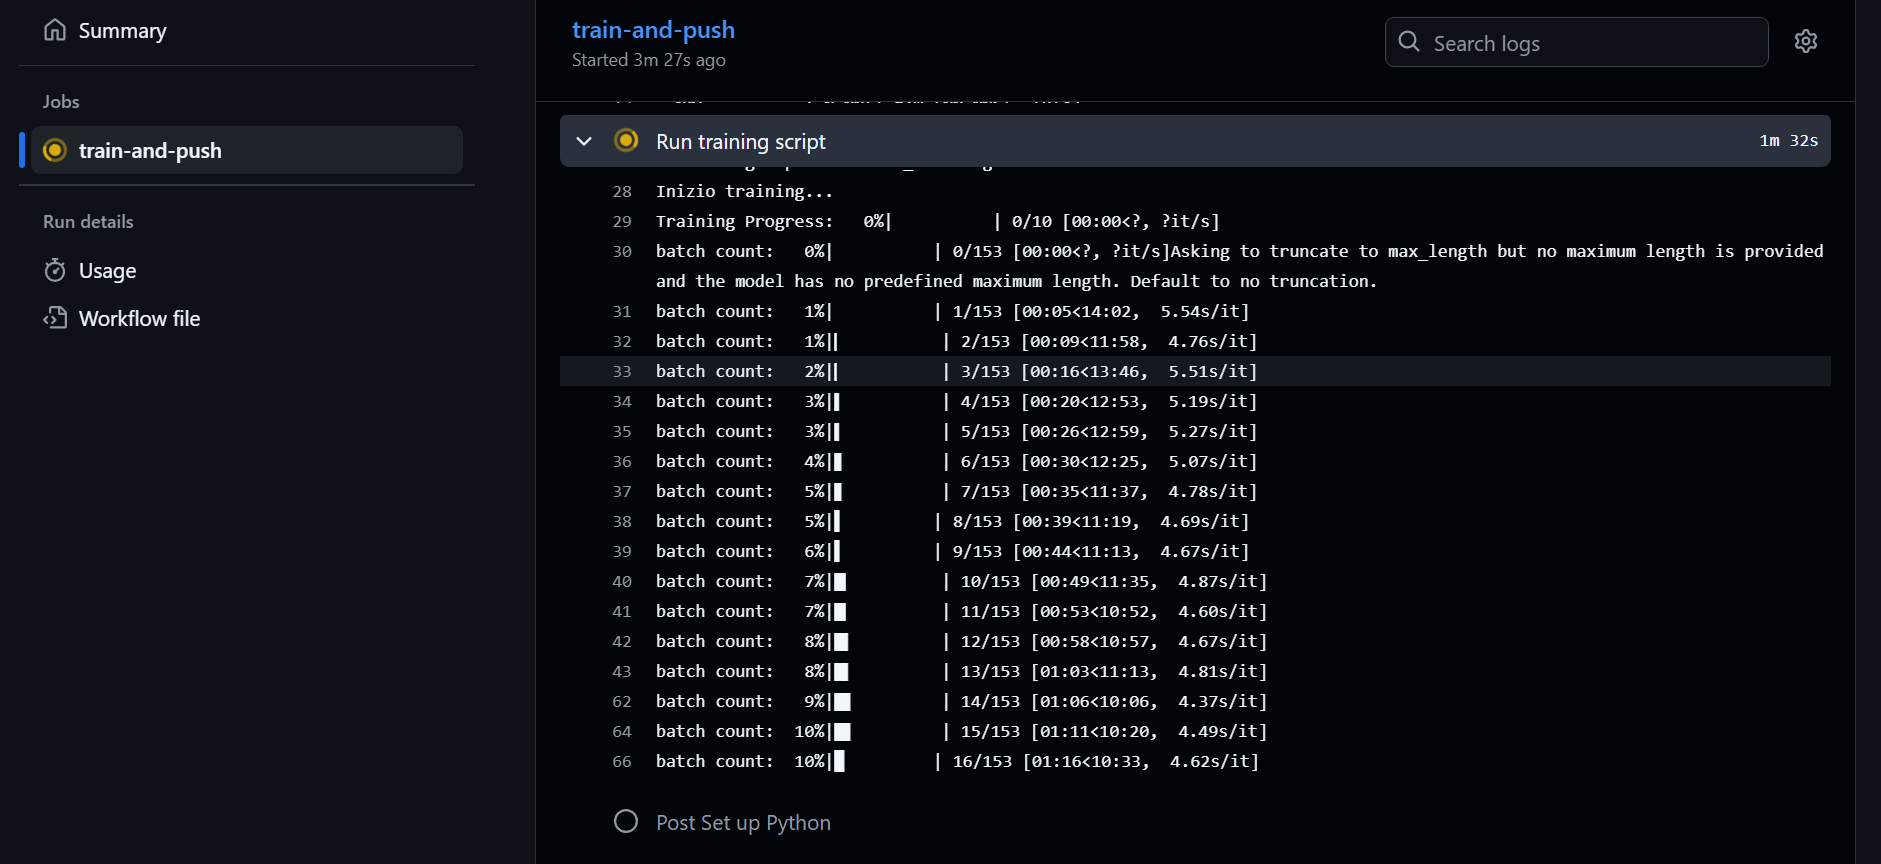 Summary
Jobs
train-and-push
Run details
Usage
Workflow file
train-and-push
Started 3m 27s ago
Search logs
Run training script
1m 32s
28 Inizio training...
29 Training Progress: 0%| | 0/10 [00:00<?, ?it/s]
30 batch count: 0%| | 0/153 [00:00<?, ?it/s]Asking to truncate to max_length but no maximum length is provided
and the model has no predefined maximum length. Default to no truncation.
31 batch count: 1%| | 1/153 [00:05<14:02, 5.54s/it]
32 batch count: 1%|▏ | 2/153 [00:09<11:58, 4.76s/it]
33 batch count: 2%|▏ | 3/153 [00:16<13:46, 5.51s/it]
34 batch count: 3%|▎ | 4/153 [00:20<12:53, 5.19s/it]
35 batch count: 3%|▎ | 5/153 [00:26<12:59, 5.27s/it]
36 batch count: 4%|▍ | 6/153 [00:30<12:25, 5.07s/it]
37 batch count: 5%|▍ | 7/153 [00:35<11:37, 4.78s/it]
38 batch count: 5%|▌ | 8/153 [00:39<11:19, 4.69s/it]
39 batch count: 6%|▌ | 9/153 [00:44<11:13, 4.67s/it]
40 batch count: 7%|▋ | 10/153 [00:49<11:35, 4.87s/it]
41 batch count: 7%|▋ | 11/153 [00:53<10:52, 4.60s/it]
42 batch count: 8%|▊ | 12/153 [00:58<10:57, 4.67s/it]
43 batch count: 8%|▊ | 13/153 [01:03<11:13, 4.81s/it]
62 batch count: 9%|▉ | 14/153 [01:06<10:06, 4.37s/it]
64 batch count: 10%|▉ | 15/153 [01:11<10:20, 4.49s/it]
66 batch count: 10%|█ | 16/153 [01:16<10:33, 4.62s/it]
Post Set up Python